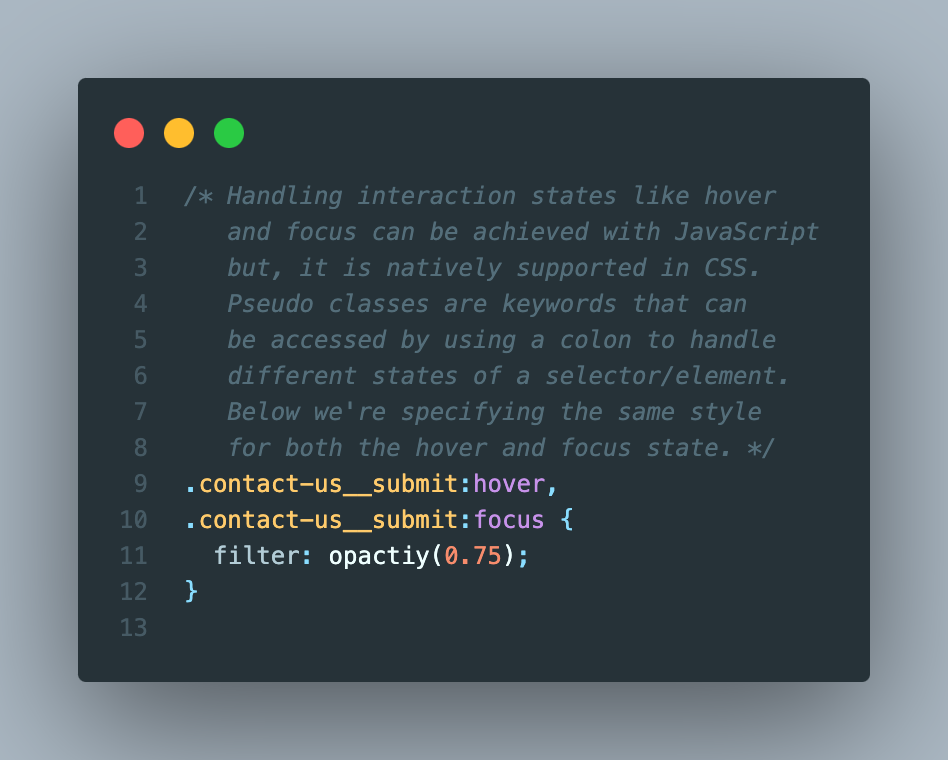 1 /* Handling interaction states like hover
2 and focus can be achieved with JavaScript
3 but, it is natively supported in CSS.
4 Pseudo classes are keywords that can
5 be accessed by using a colon to handle
6 different states of a selector/element.
7 Below we're specifying the same style
8 for both the hover and focus state. */
9 .contact-us__submit:hover,
10 .contact-us__submit:focus {
11 filter: opactiy(0.75);
12 }
13